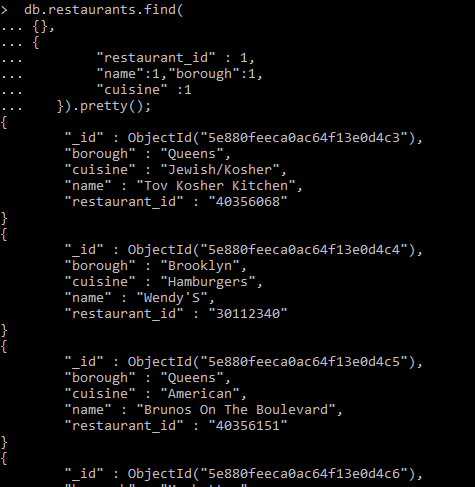 >  db.restaurants.find(
... {},
... {
...         "restaurant_id" : 1,
...         "name":1,"borough":1,
...         "cuisine" :1
...    }).pretty();
{
        "_id" : ObjectId("5e880feeca0ac64f13e0d4c3"),
        "borough" : "Queens",
        "cuisine" : "Jewish/Kosher",
        "name" : "Tov Kosher Kitchen",
        "restaurant_id" : "40356068"
}
{
        "_id" : ObjectId("5e880feeca0ac64f13e0d4c4"),
        "borough" : "Brooklyn",
        "cuisine" : "Hamburgers",
        "name" : "Wendy'S",
        "restaurant_id" : "30112340"
}
{
        "_id" : ObjectId("5e880feeca0ac64f13e0d4c5"),
        "borough" : "Queens",
        "cuisine" : "American",
        "name" : "Brunos On The Boulevard",
        "restaurant_id" : "40356151"
}
{
        "_id" : ObjectId("5e880feeca0ac64f13e0d4c6"),